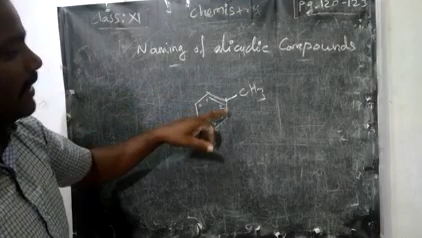 Class: XI
Chemistry
[Pg. 120-123]
Naming of alicyclic Compounds
CH3